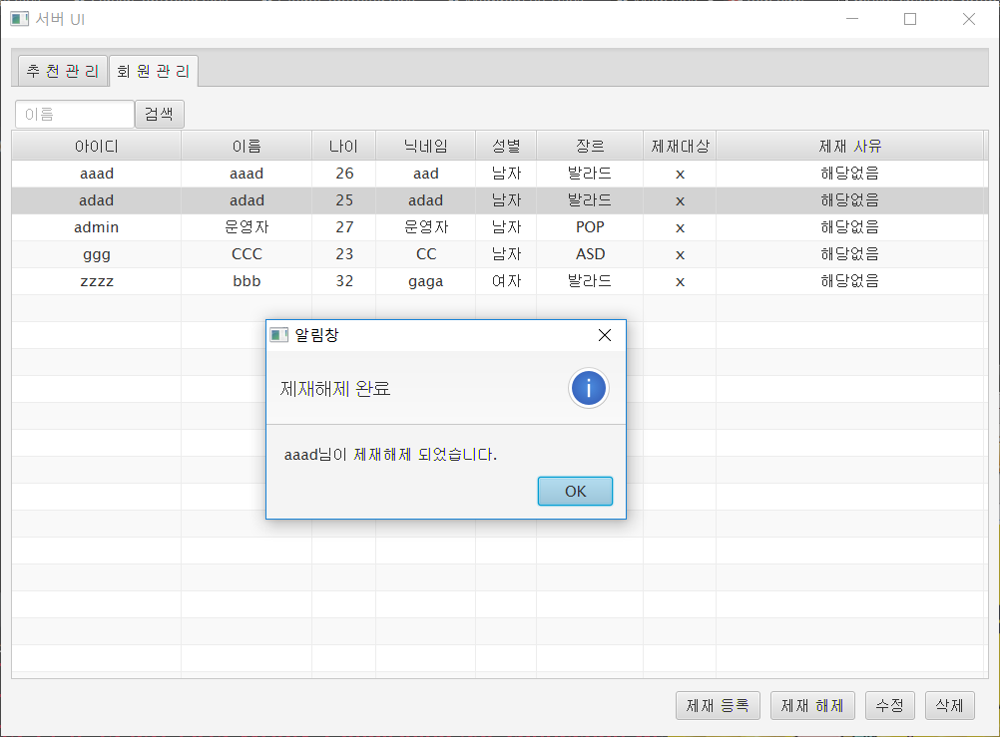 서버 UI
추 천 관 리 회 원 관 리
이름 검색
아이디 이름 나이 닉네임 성별 장르 제재대상 제재 사유
aaad aaad 26 aad 남자 발라드 x 해당없음
adad adad 25 adad 남자 발라드 x 해당없음
admin 운영자 27 운영자 남자 POP x 해당없음
ggg CCC 23 CC 남자 ASD x 해당없음
zzzz bbb 32 gaga 여자 발라드 x 해당없음
알림창
제재해제 완료
aaad님이 제재해제 되었습니다.
OK
제재 등록 제재 해제 수정 삭제